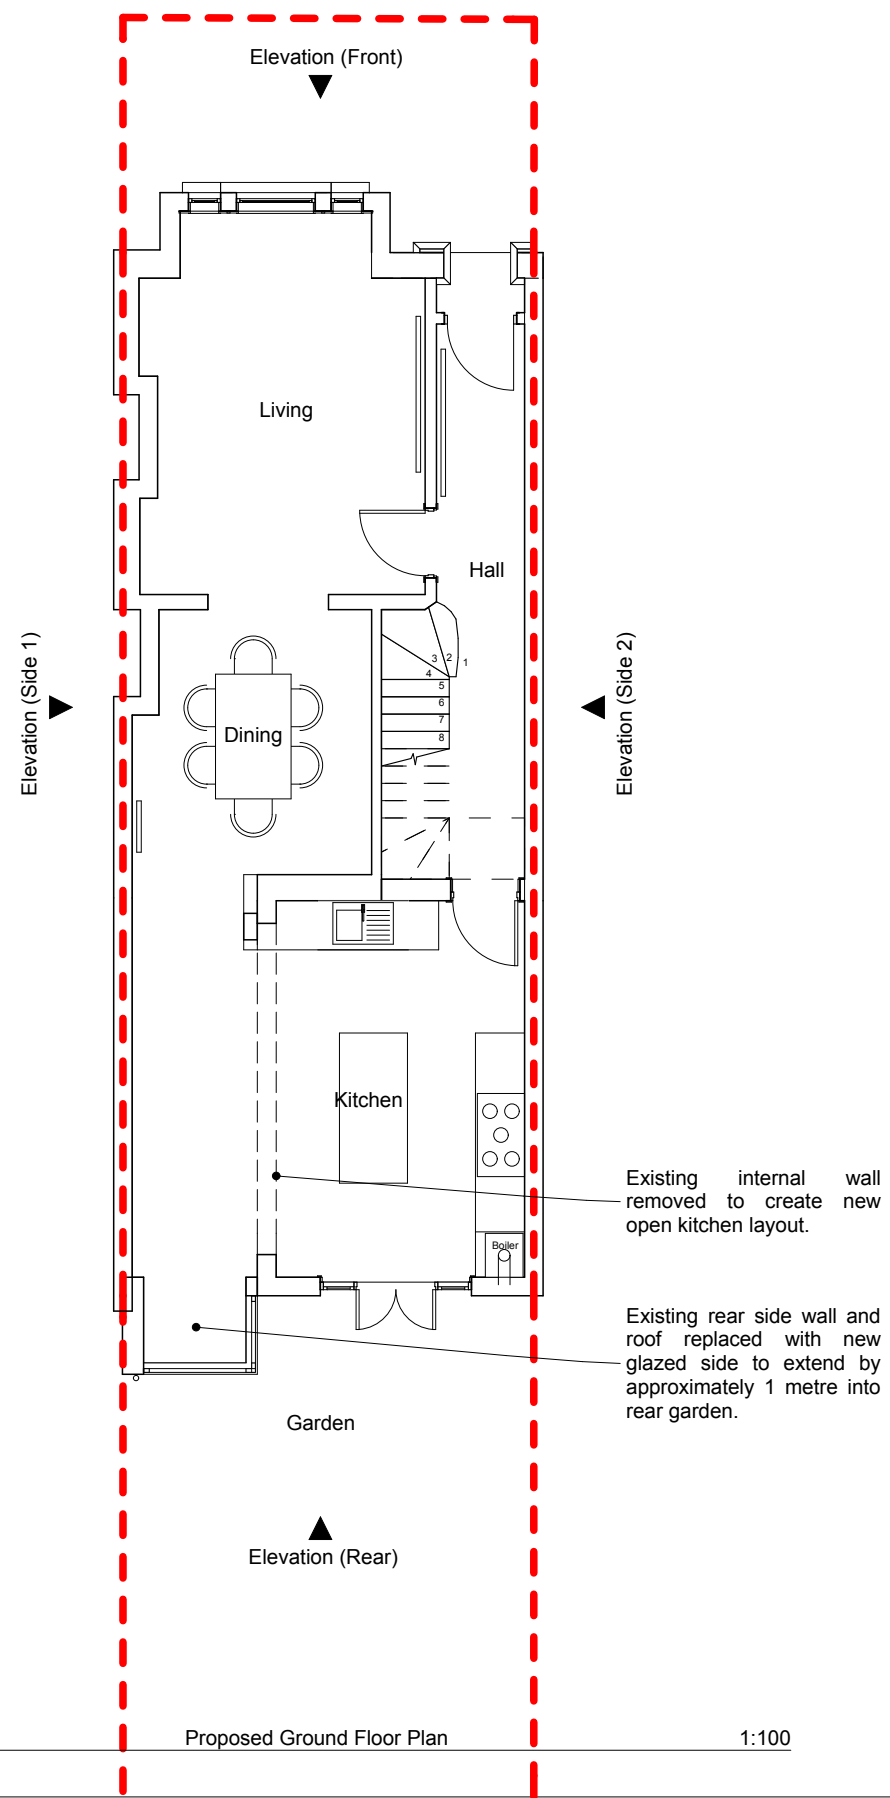 Elevation (Front)
Living
Hall
Elevation (Side 1)
3 2 1
4
5
6
7
8
Elevation (Side 2)
Dining
Kitchen
Existing internal wall
removed to create new
open kitchen layout.
Boiler
Existing rear side wall and
roof replaced with new
glazed side to extend by
approximately 1 metre into
rear garden.
Garden
Elevation (Rear)
Proposed Ground Floor Plan 1:100